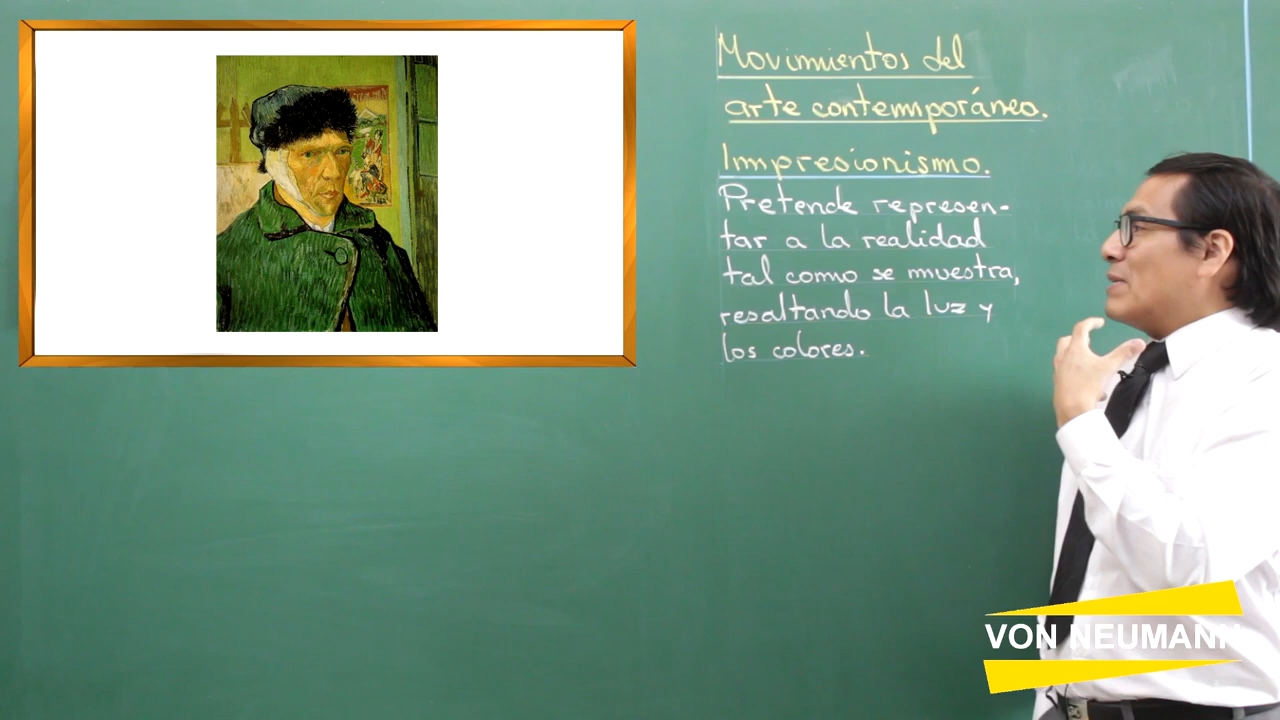 Movimientos del
arte contemporáneo.
Impresionismo.
Pretende represen-
tar a la realidad
tal como se muestra,
resaltando la luz y
los colores.
VON NEUMANN